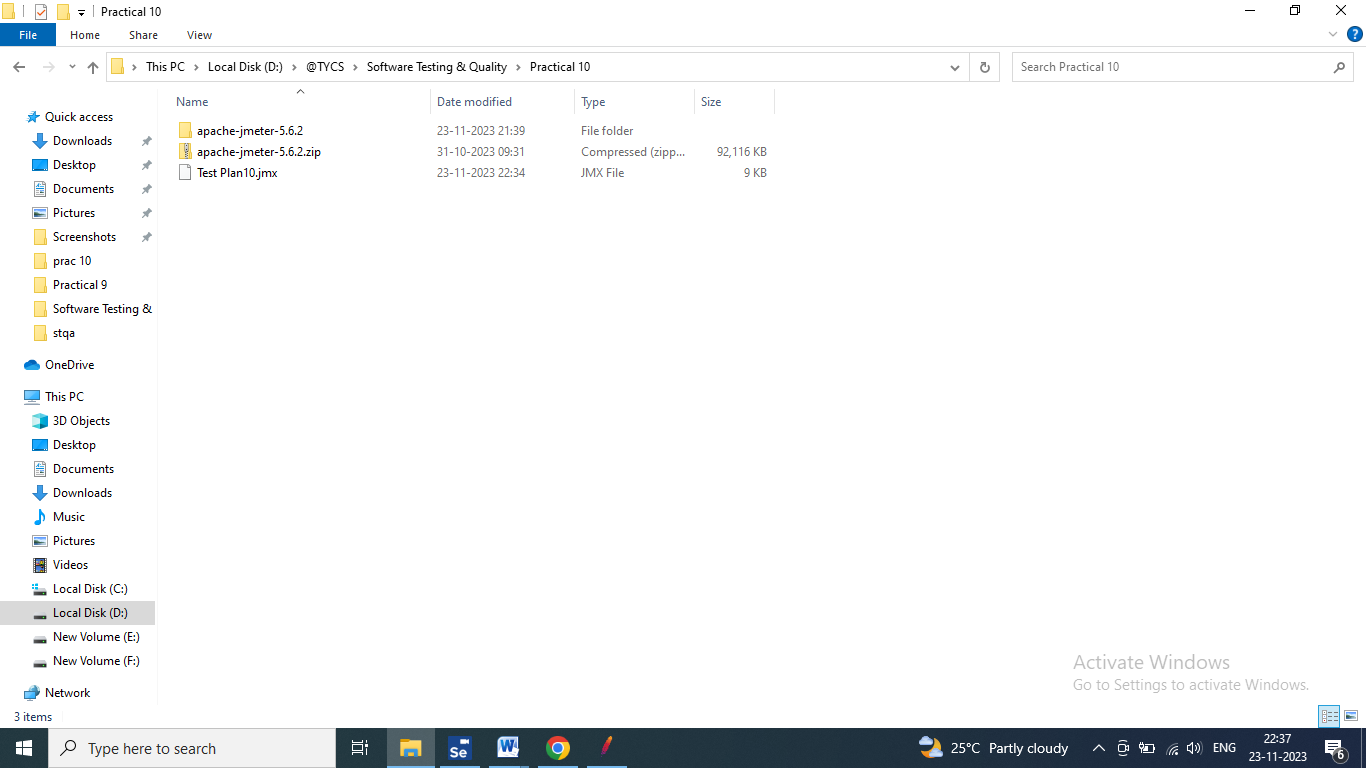 Practical 10
File Home Share View
This PC Local Disk (D:) @TYCS Software Testing & Quality Practical 10
Search Practical 10
Name Date modified Type Size
apache-jmeter-5.6.2 23-11-2023 21:39 File folder
apache-jmeter-5.6.2.zip 31-10-2023 09:31 Compressed (zipp... 92,116 KB
Test Plan10.jmx 23-11-2023 22:34 JMX File 9 KB
Quick access
Downloads
Desktop
Documents
Pictures
Screenshots
prac 10
Practical 9
Software Testing &
stqa
OneDrive
This PC
3D Objects
Desktop
Documents
Downloads
Music
Pictures
Videos
Local Disk (C:)
Local Disk (D:)
New Volume (E:)
New Volume (F:)
Network
Activate Windows
Go to Settings to activate Windows.
3 items
Type here to search
Se
W
25°C Partly cloudy
ENG
22:37
23-11-2023
6